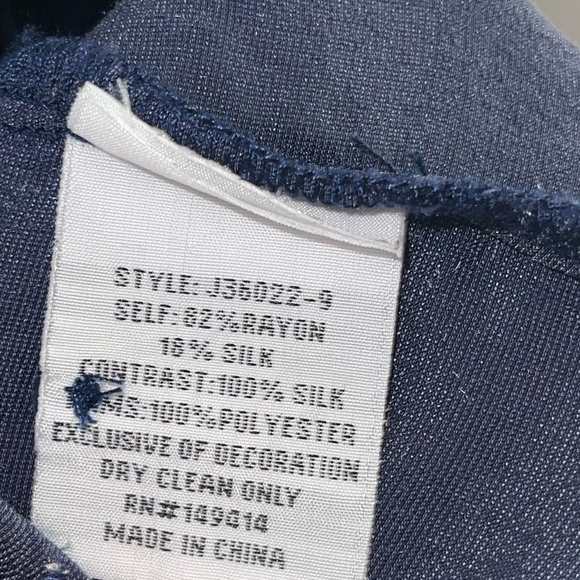 STYLE: J36022-9
SELF: 82%RAYON
18% SILK
CONTRAST:100% SILK
100%POLYESTER
EXCLUSIVE OF DECORATION
DRY CLEAN ONLY
RN#149414
MADE IN CHINA